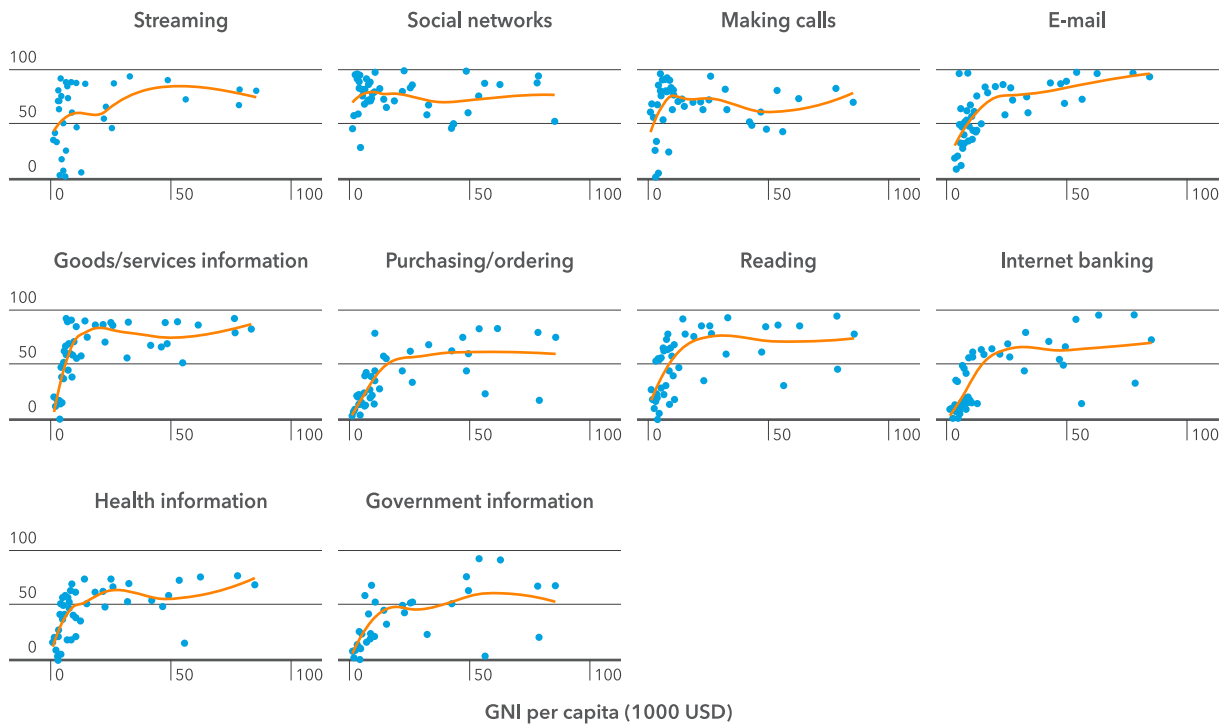 Streaming Social networks Making calls E-mail
100
50
0
0 50 100 0 50 100 0 50 100 0 50 100
Goods/services information Purchasing/ordering Reading Internet banking
100
50
0
0 50 100 0 50 100 0 50 100 0 50 100
Health information Government information
100
50
0
0 50 100 0 50 100
GNI per capita (1000 USD)